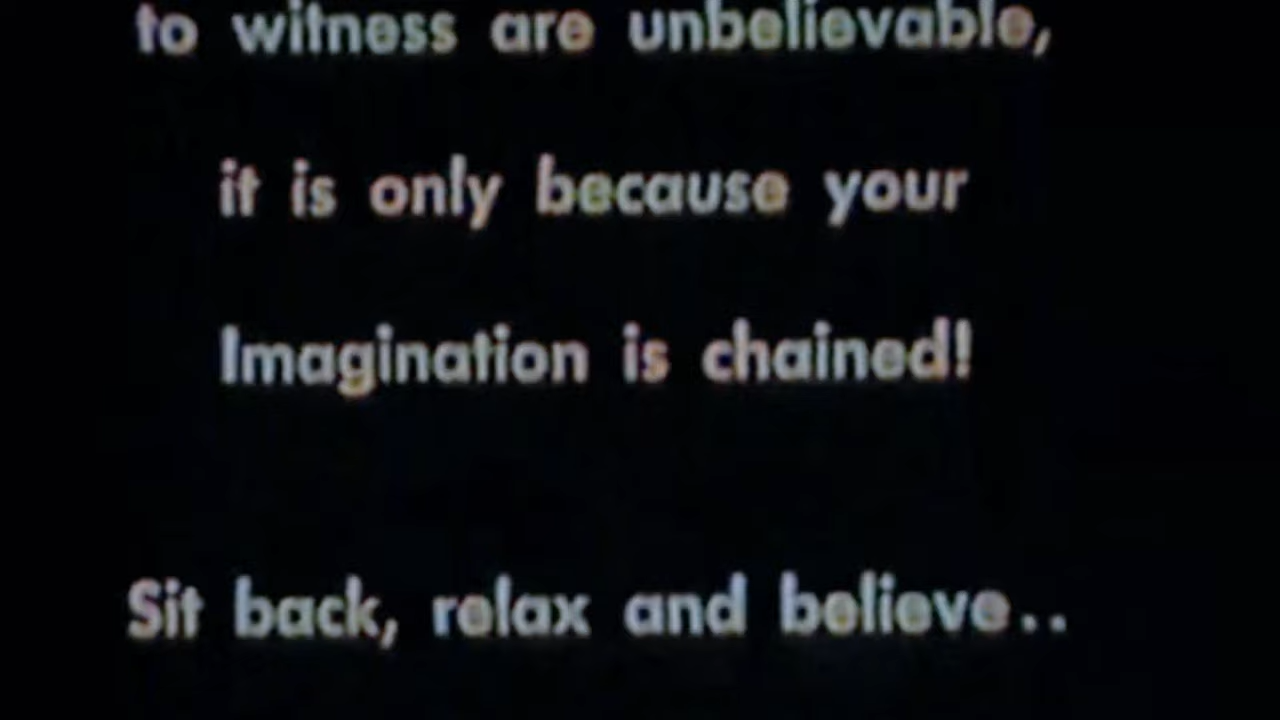 to witness are unbelievable,
it is only because your
Imagination is chained!
Sit back, relax and believe..